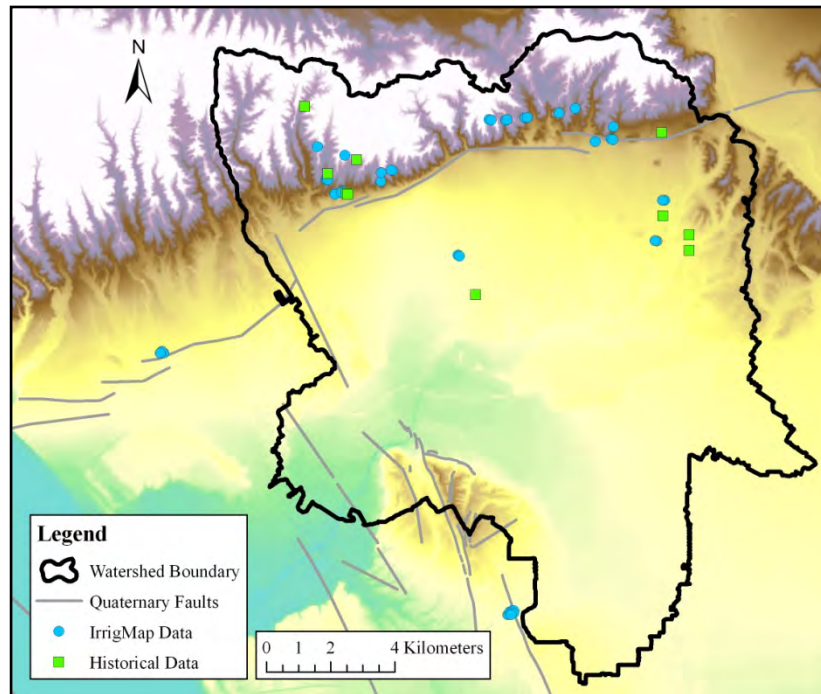 N
Legend
Watershed Boundary
Quaternary Faults
IrrigMap Data
Historical Data
0 1 2 4 Kilometers